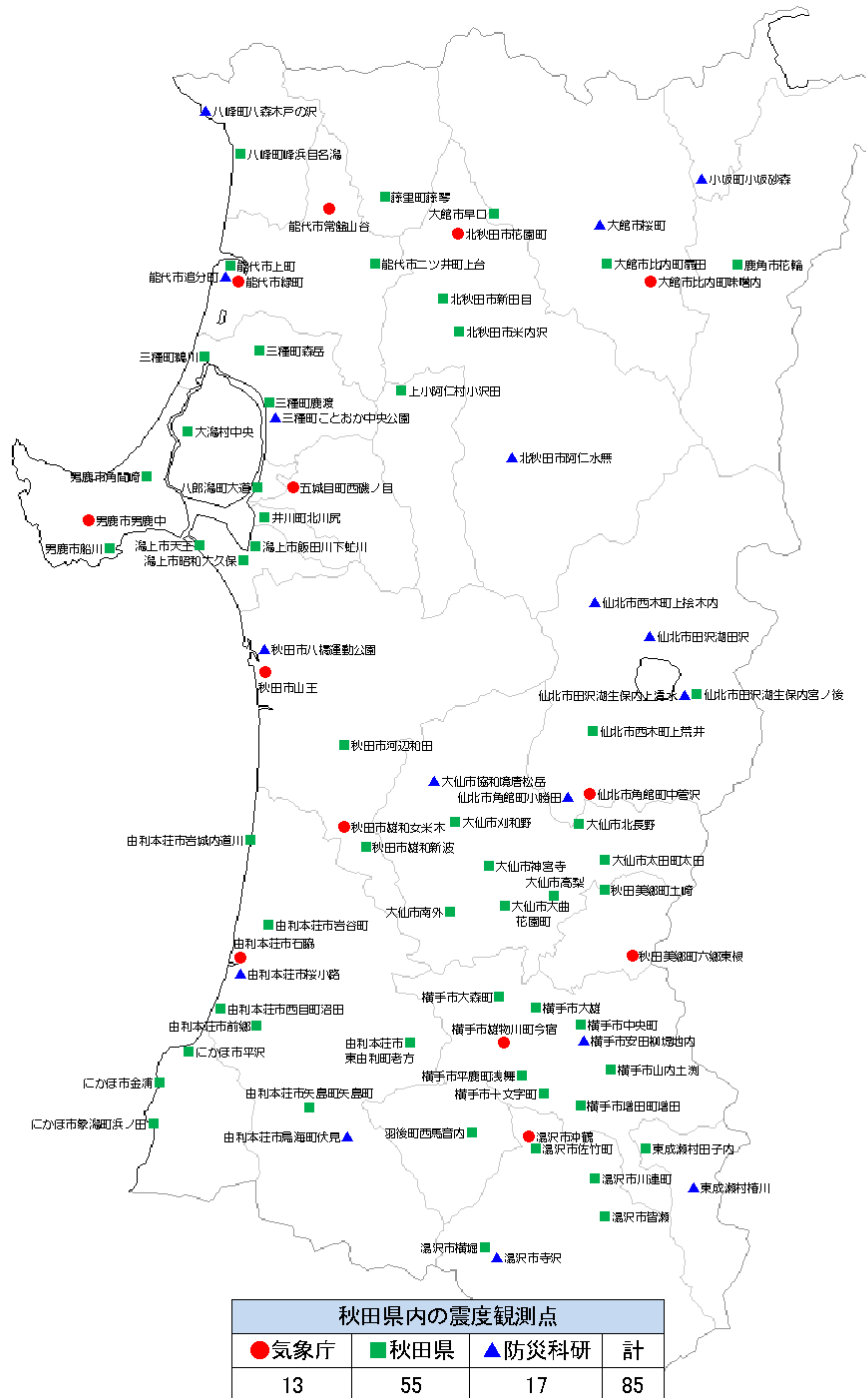 八峰町八森木戸の沢
八峰町峰浜目名潟
小坂町小坂砂森
藤里町藤琴
能代市常盤山谷
大館市早口
北秋田市花園町
大館市桜町
能代市上町
能代市追分町
能代市緑町
能代市二ツ井町上台
大館市比内町扇田
鹿角市花輪
大館市比内町味噌内
北秋田市新田目
北秋田市米内沢
三種町鵜川
三種町森岳
上小阿仁村小沢田
三種町鹿渡
三種町ことおか中央公園
大潟村中央
北秋田市阿仁水無
男鹿市角間崎
八郎潟町大道
五城目町西磯ノ目
男鹿市男鹿中
井川町北川尻
男鹿市船川
潟上市天王
潟上市飯田川下虻川
潟上市昭和大久保
仙北市西木町上桧木内
仙北市田沢湖田沢
秋田市八橋運動公園
秋田市山王
仙北市田沢湖生保内上清水
仙北市田沢湖生保内宮ノ後
仙北市西木町上荒井
秋田市河辺和田
大仙市協和境唐松岳
仙北市角館町小勝田
仙北市角館町中菅沢
秋田市雄和女米木
大仙市刈和野
大仙市北長野
由利本荘市岩城内道川
秋田市雄和新波
大仙市神宮寺
大仙市太田町太田
大仙市高梨
秋田美郷町土崎
大仙市南外
大仙市大曲
花園町
由利本荘市岩谷町
由利本荘市石脇
秋田美郷町六郷東根
由利本荘市桜小路
横手市大森町
由利本荘市西目町沼田
横手市大雄
由利本荘市前郷
横手市中央町
横手市雄物川町今宿
由利本荘市
東由利町老方
横手市安田柳堤地内
にかほ市平沢
横手市山内土渕
横手市平鹿町浅舞
にかほ市金浦
由利本荘市矢島町矢島町
横手市十文字町
横手市増田町増田
にかほ市象潟町浜ノ田
由利本荘市鳥海町伏見
羽後町西馬音内
湯沢市沖鶴
湯沢市佐竹町
東成瀬村田子内
湯沢市川連町
東成瀬村椿川
湯沢市皆瀬
湯沢市横堀
湯沢市寺沢
秋田県内の震度観測点
気象庁 秋田県 防災科研 計
13 55 17 85